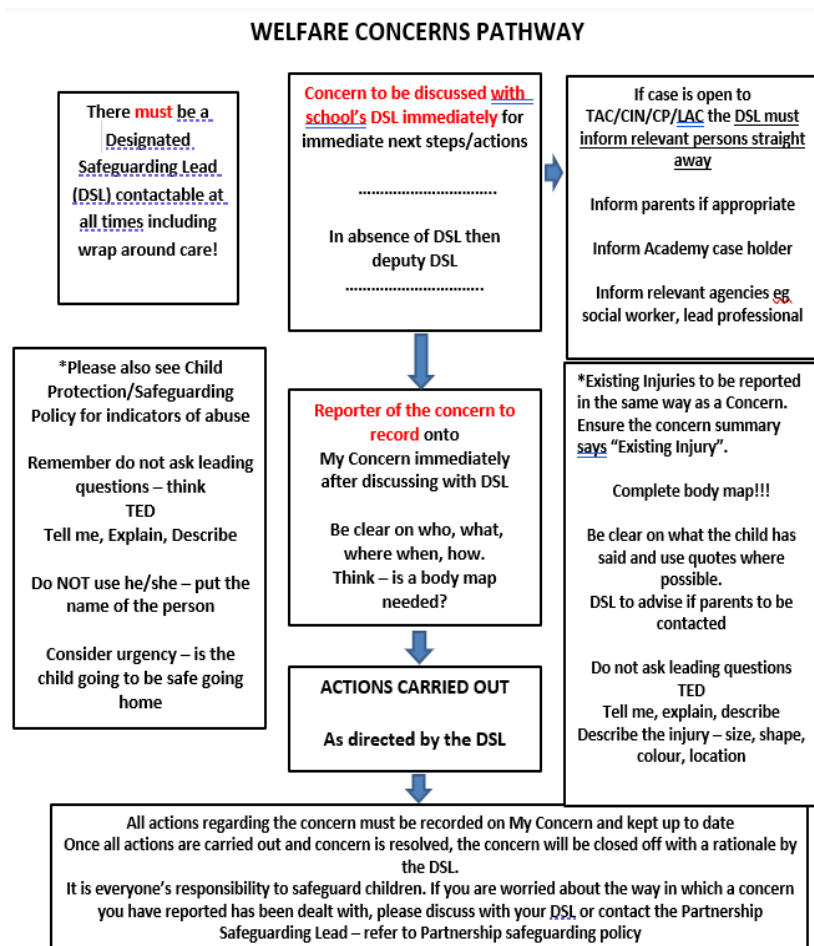 WELFARE CONCERNS PATHWAY
There must be a
Designated
Safeguarding Lead
(DSL) contactable at
all times including
wrap around care!
Concern to be discussed with
school's DSL immediately for
immediate next steps/actions
.................................
In absence of DSL then
deputy DSL
.................................
If case is open to
TAC/CIN/CP/LAC the DSL must
inform relevant persons straight
away
Inform parents if appropriate
Inform Academy case holder
Inform relevant agencies eg
social worker, lead professional
*Please also see Child
Protection/Safeguarding
Policy for indicators of abuse
Remember do not ask leading
questions – think
TED
Tell me, Explain, Describe
Do NOT use he/she – put the
name of the person
Consider urgency – is the
child going to be safe going
home
Reporter of the concern to
record onto
My Concern immediately
after discussing with DSL
Be clear on who, what,
where when, how.
Think – is a body map
needed?
*Existing Injuries to be reported
in the same way as a Concern.
Ensure the concern summary
says "Existing Injury".
Complete body map!!!
Be clear on what the child has
said and use quotes where
possible.
DSL to advise if parents to be
contacted
Do not ask leading questions
TED
Tell me, explain, describe
Describe the injury – size, shape,
colour, location
ACTIONS CARRIED OUT
As directed by the DSL
All actions regarding the concern must be recorded on My Concern and kept up to date
Once all actions are carried out and concern is resolved, the concern will be closed off with a rationale by
the DSL.
It is everyone's responsibility to safeguard children. If you are worried about the way in which a concern
you have reported has been dealt with, please discuss with your DSL or contact the Partnership
Safeguarding Lead – refer to Partnership safeguarding policy